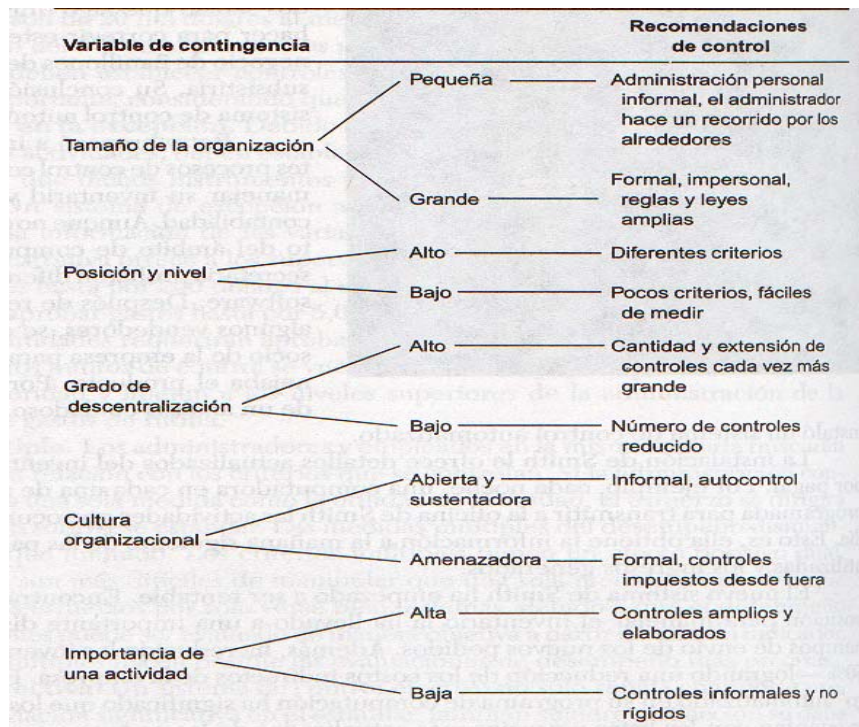 Variable de contingencia
Recomendaciones
de control
Tamaño de la organización
Pequeña
Administración personal
informal, el administrador
hace un recorrido por los
alrededores
Grande
Formal, impersonal,
reglas y leyes
amplias
Posición y nivel
Alto
Diferentes criterios
Bajo
Pocos criterios, fáciles
de medir
Grado de
descentralización
Alto
Cantidad y extensión de
controles cada vez más
grande
Bajo
Número de controles
reducido
Cultura
organizacional
Abierta y
sustentadora
Informal, autocontrol
Amenazadora
Formal, controles
impuestos desde fuera
Importancia de
una actividad
Alta
Controles amplios y
elaborados
Baja
Controles informales y no
rígidos